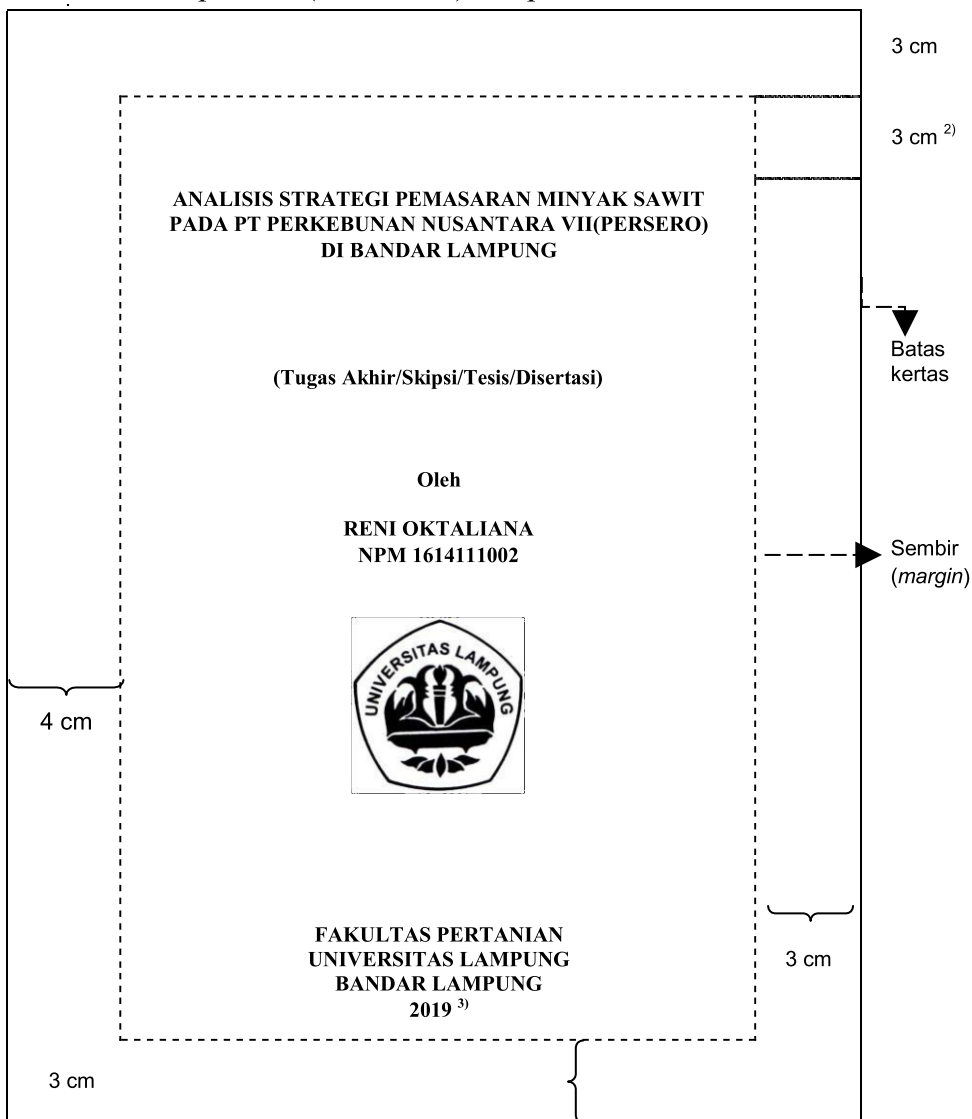 3 cm
3 cm 2)
ANALISIS STRATEGI PEMASARAN MINYAK SAWIT
PADA PT PERKEBUNAN NUSANTARA VII(PERSERO)
DI BANDAR LAMPUNG
Batas
kertas
(Tugas Akhir/Skipsi/Tesis/Disertasi)
Oleh
RENI OKTALIANA
NPM 1614111002
Sembir
(margin)
UNIVERSITAS LAMPUNG
4 cm
FAKULTAS PERTANIAN
UNIVERSITAS LAMPUNG
BANDAR LAMPUNG
2019 3)
3 cm
3 cm